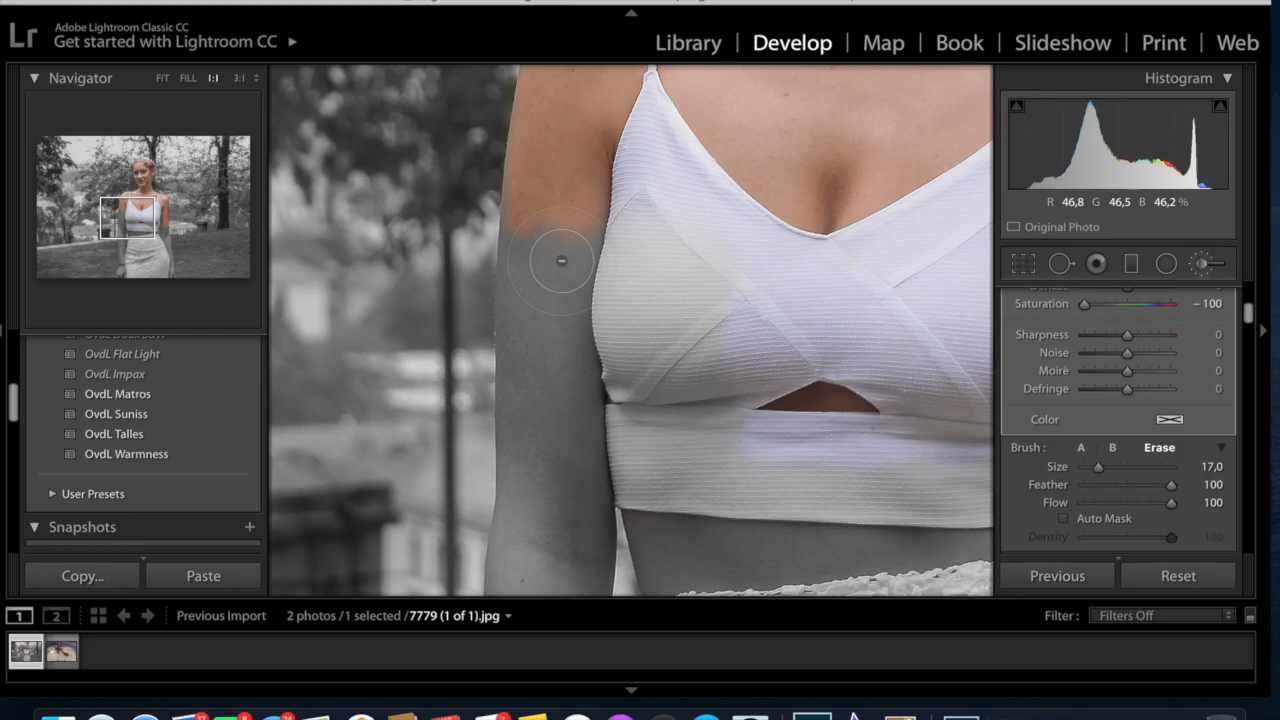 Lr
Adobe Lightroom Classic CC
Get started with Lightroom CC
Library | Develop | Map | Book | Slideshow | Print | Web
Navigator FIT FILL 1:1 3:1
OvdL Flat Light
OvdL Impax
OvdL Matros
OvdL Suniss
OvdL Talles
OvdL Warmness
User Presets
Snapshots +
Copy... Paste
Histogram
R 46,8 G 46,5 B 46,2 %
Original Photo
Saturation – 100
Sharpness 0
Noise 0
Moiré 0
Defringe 0
Color
Brush : A | B Erase
Size 17,0
Feather 100
Flow 100
Auto Mask
Density 100
Previous Reset
1 2 Previous Import 2 photos /1 selected /7779 (1 of 1).jpg Filter : Filters Off